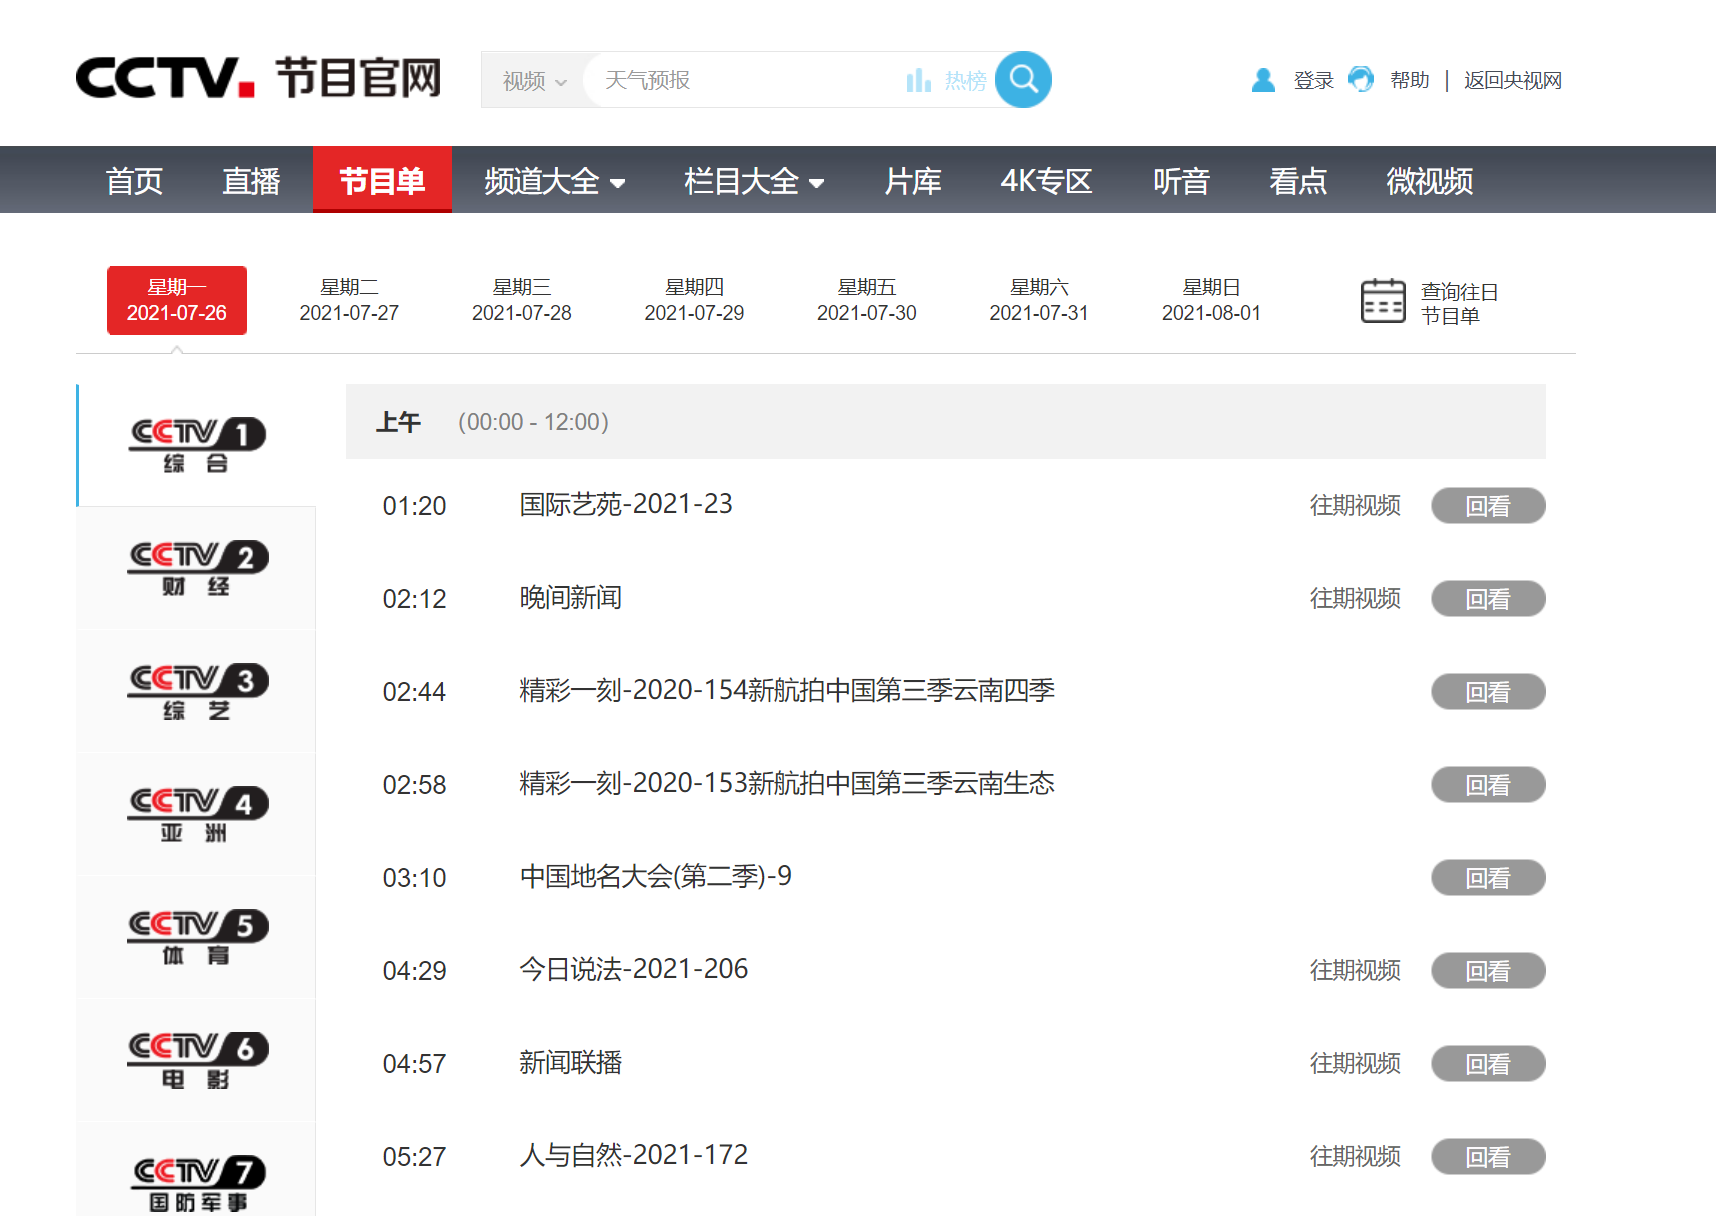 CCTV. 节目官网
视频 天气预报 热榜
登录 帮助 | 返回央视网
首页 直播 节目单 频道大全 栏目大全 片库 4K专区 听音 看点 微视频
星期一 星期二 星期三 星期四 星期五 星期六 星期日
2021-07-26 2021-07-27 2021-07-28 2021-07-29 2021-07-30 2021-07-31 2021-08-01
查询往日
节目单
CCTV 1
综合
CCTV 2
财经
CCTV 3
综艺
CCTV 4
亚洲
CCTV 5
体育
CCTV 6
电影
CCTV 7
国防军事
上午 (00:00 - 12:00)
01:20 国际艺苑-2021-23 往期视频 回看
02:12 晚间新闻 往期视频 回看
02:44 精彩一刻-2020-154新航拍中国第三季云南四季 回看
02:58 精彩一刻-2020-153新航拍中国第三季云南生态 回看
03:10 中国地名大会(第二季)-9 回看
04:29 今日说法-2021-206 往期视频 回看
04:57 新闻联播 往期视频 回看
05:27 人与自然-2021-172 往期视频 回看